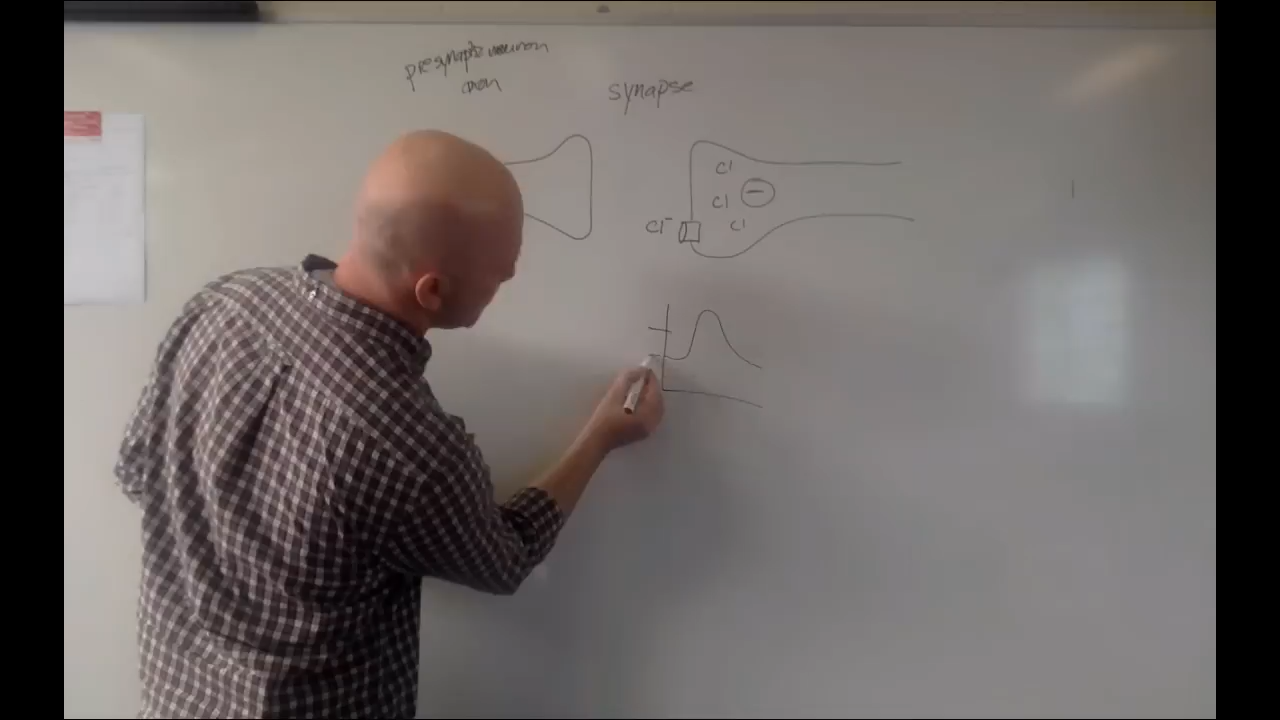 presynaptic neuron
axon
synapse
Cl
Cl
Cl
Cl⁻
−